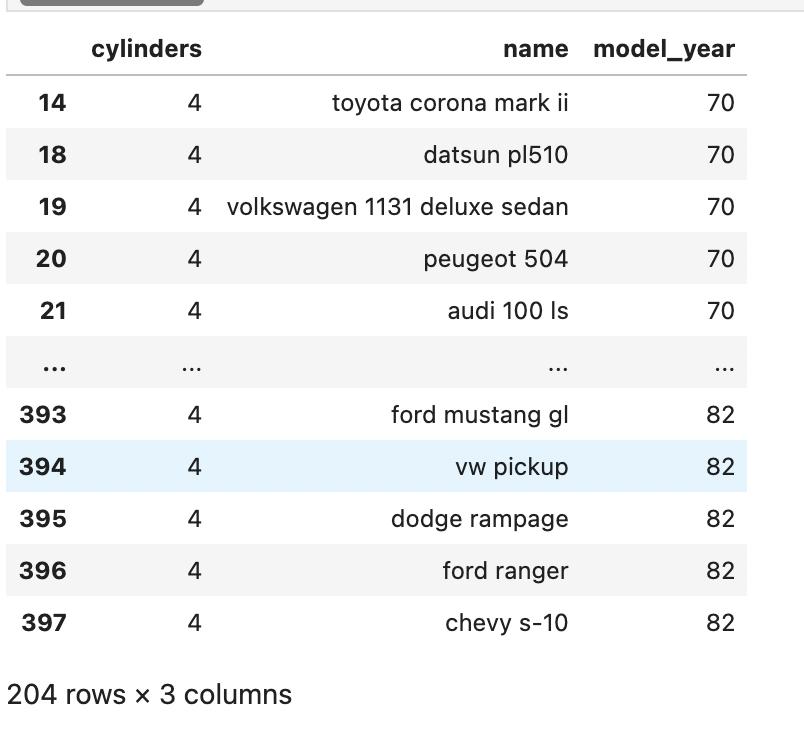 cylinders name model_year
14 4 toyota corona mark ii 70
18 4 datsun pl510 70
19 4 volkswagen 1131 deluxe sedan 70
20 4 peugeot 504 70
21 4 audi 100 ls 70
... ... ... ...
393 4 ford mustang gl 82
394 4 vw pickup 82
395 4 dodge rampage 82
396 4 ford ranger 82
397 4 chevy s-10 82
204 rows × 3 columns